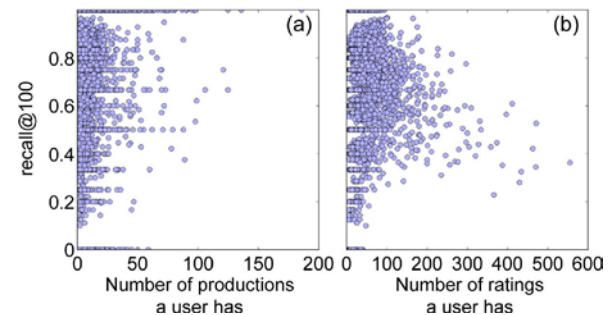 (a)
(b)
recall@100
0.8
0.6
0.4
0.2
0
0 50 100 150 200
0 100 200 300 400 500 600
Number of productions
a user has
Number of ratings
a user has